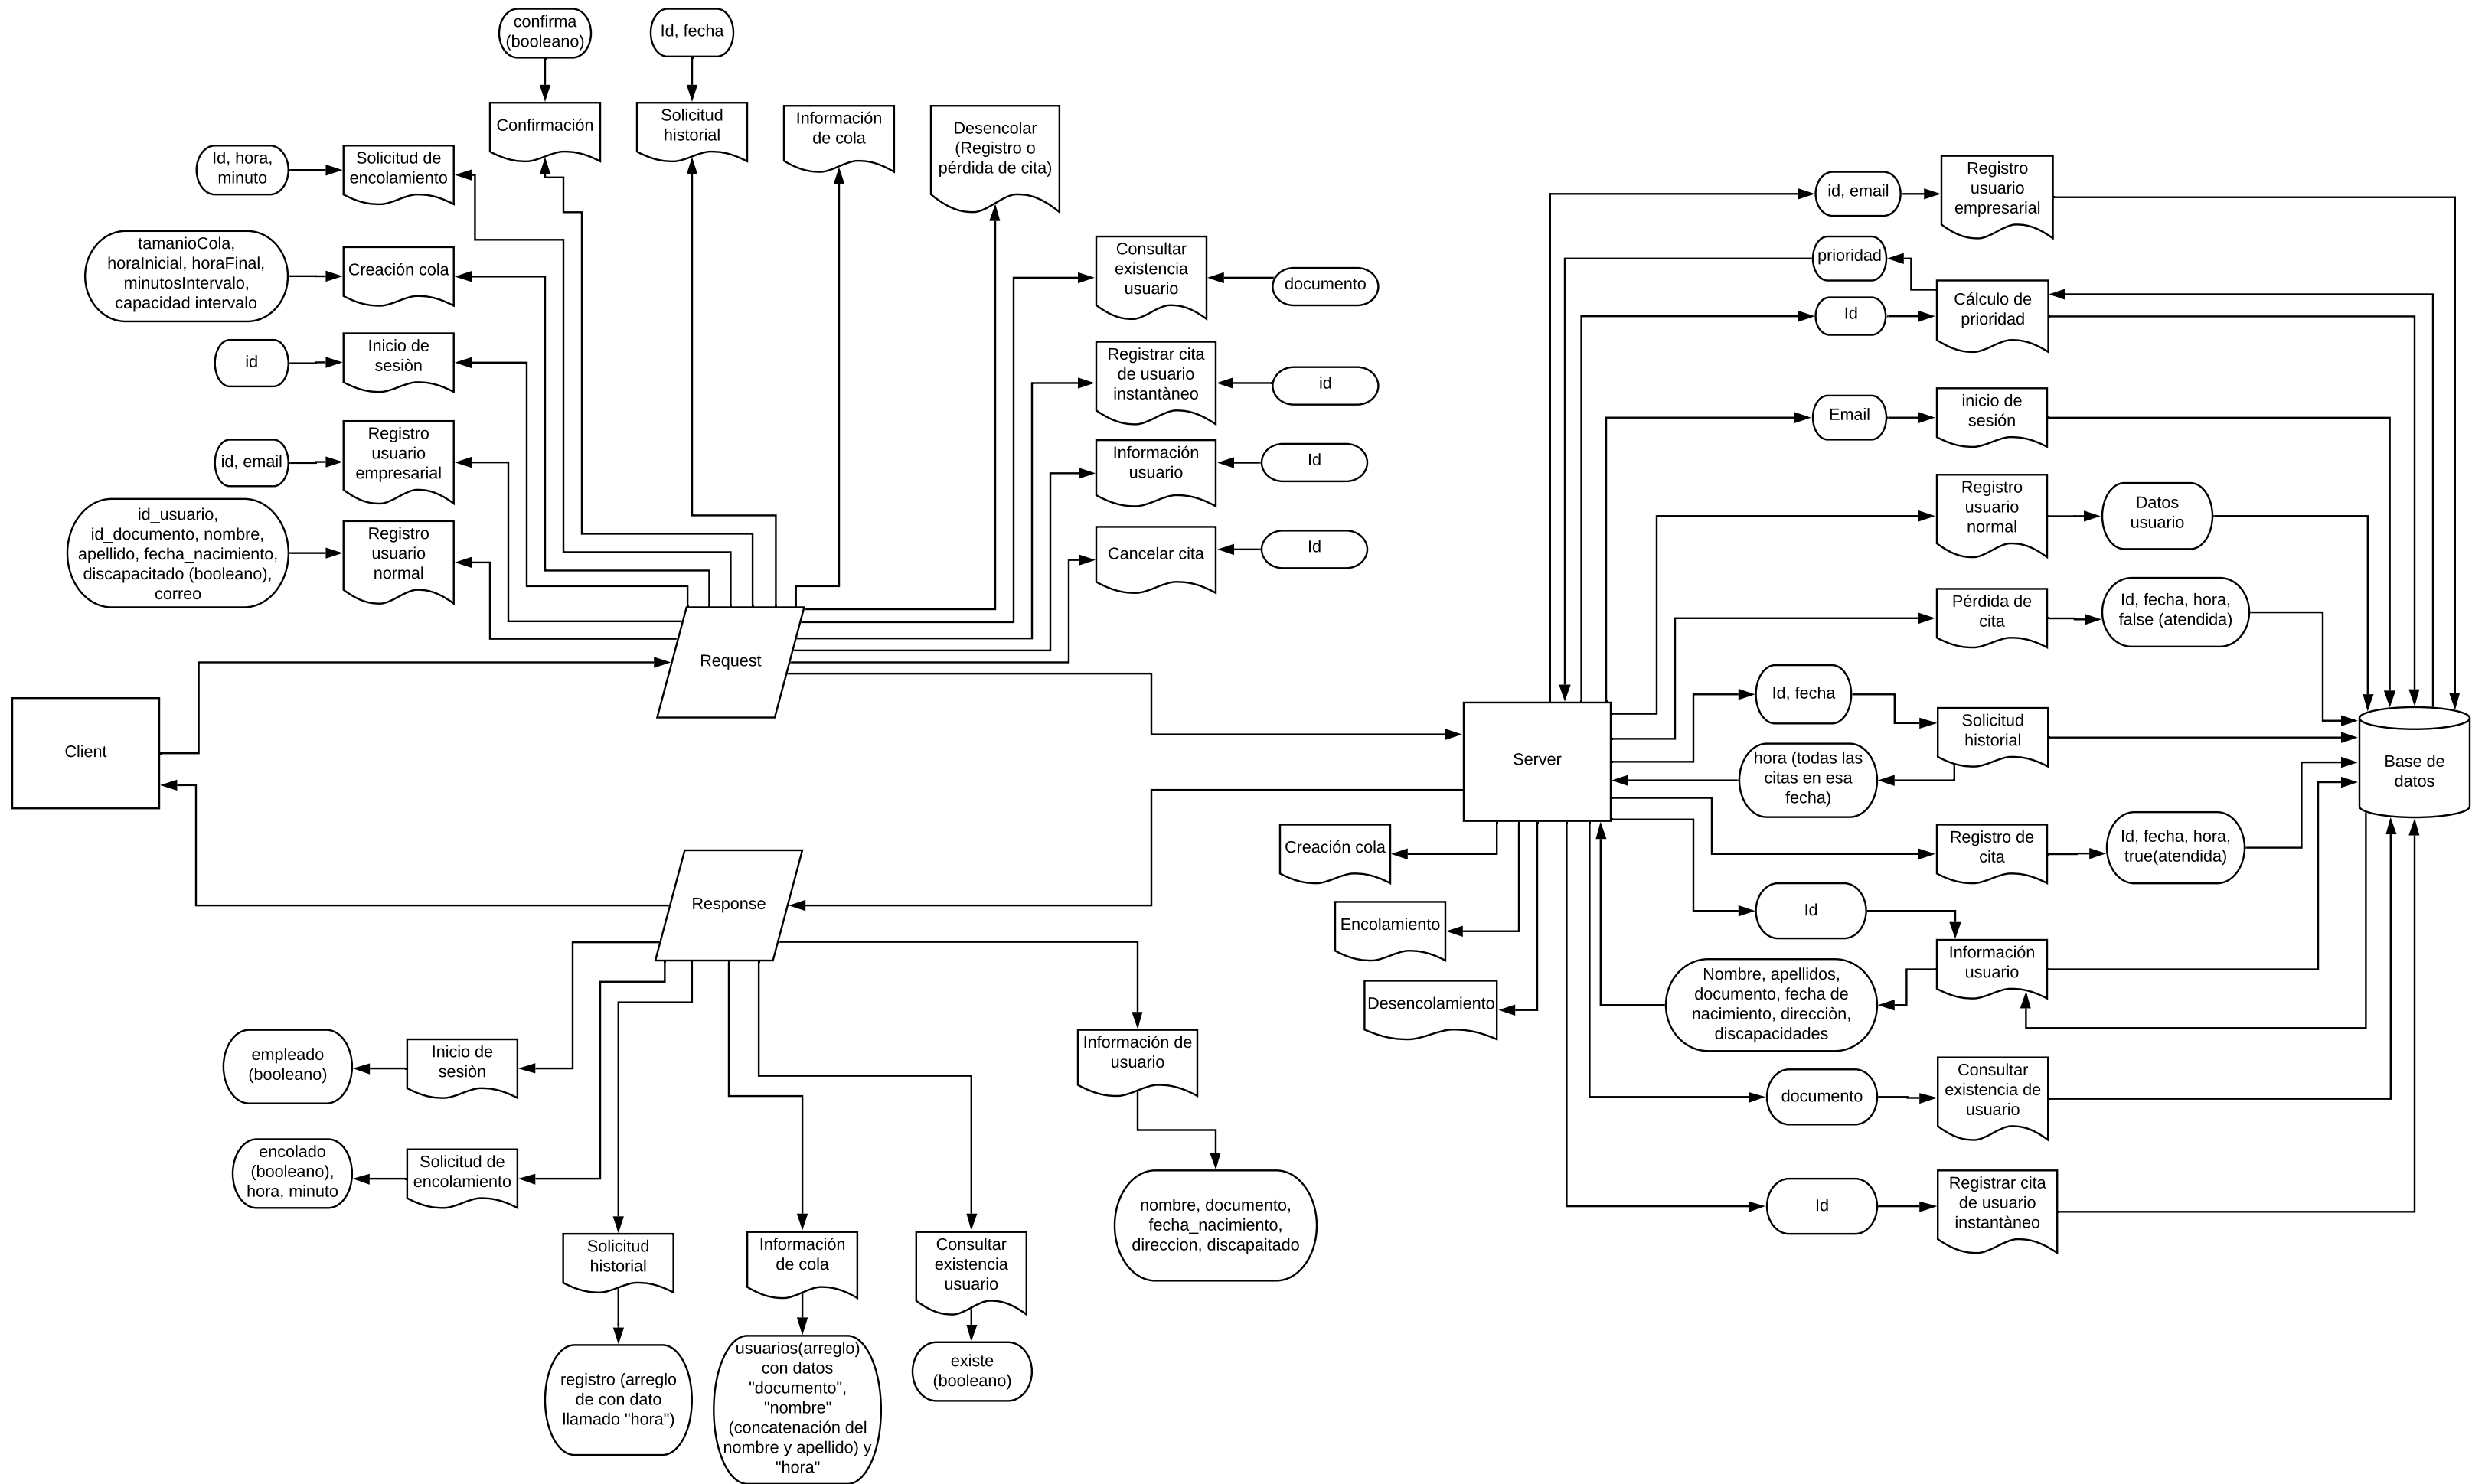 confirma
(booleano)
Id, fecha
Confirmación
Solicitud
historial
Información
de cola
Desencolar
(Registro o
pérdida de cita)
Id, hora,
minuto
Solicitud de
encolamiento
tamanioCola,
horaInicial, horaFinal,
minutosIntervalo,
capacidad intervalo
Creación cola
id
Inicio de
sesiòn
id, email
Registro
usuario
empresarial
id_usuario,
id_documento, nombre,
apellido, fecha_nacimiento,
discapacitado (booleano),
correo
Registro
usuario
normal
Consultar
existencia
usuario
documento
Registrar cita
de usuario
instantàneo
id
Información
usuario
Id
Cancelar cita
Id
Request
Client
Response
Inicio de
sesiòn
empleado
(booleano)
Solicitud de
encolamiento
encolado
(booleano),
hora, minuto
Solicitud
historial
registro (arreglo
de con dato
llamado "hora")
Información
de cola
usuarios(arreglo)
con datos
"documento",
"nombre"
(concatenación del
nombre y apellido) y
"hora"
Consultar
existencia
usuario
existe
(booleano)
Información de
usuario
nombre, documento,
fecha_nacimiento,
direccion, discapaitado
Server
Creación cola
Encolamiento
Desencolamiento
id, email
Registro
usuario
empresarial
prioridad
Id
Cálculo de
prioridad
Email
inicio de
sesión
Registro
usuario
normal
Datos
usuario
Pérdida de
cita
Id, fecha, hora,
false (atendida)
Id, fecha
Solicitud
historial
hora (todas las
citas en esa
fecha)
Registro de
cita
Id, fecha, hora,
true(atendida)
Id
Información
usuario
Nombre, apellidos,
documento, fecha de
nacimiento, direcciòn,
discapacidades
documento
Consultar
existencia de
usuario
Id
Registrar cita
de usuario
instantàneo
Base de
datos